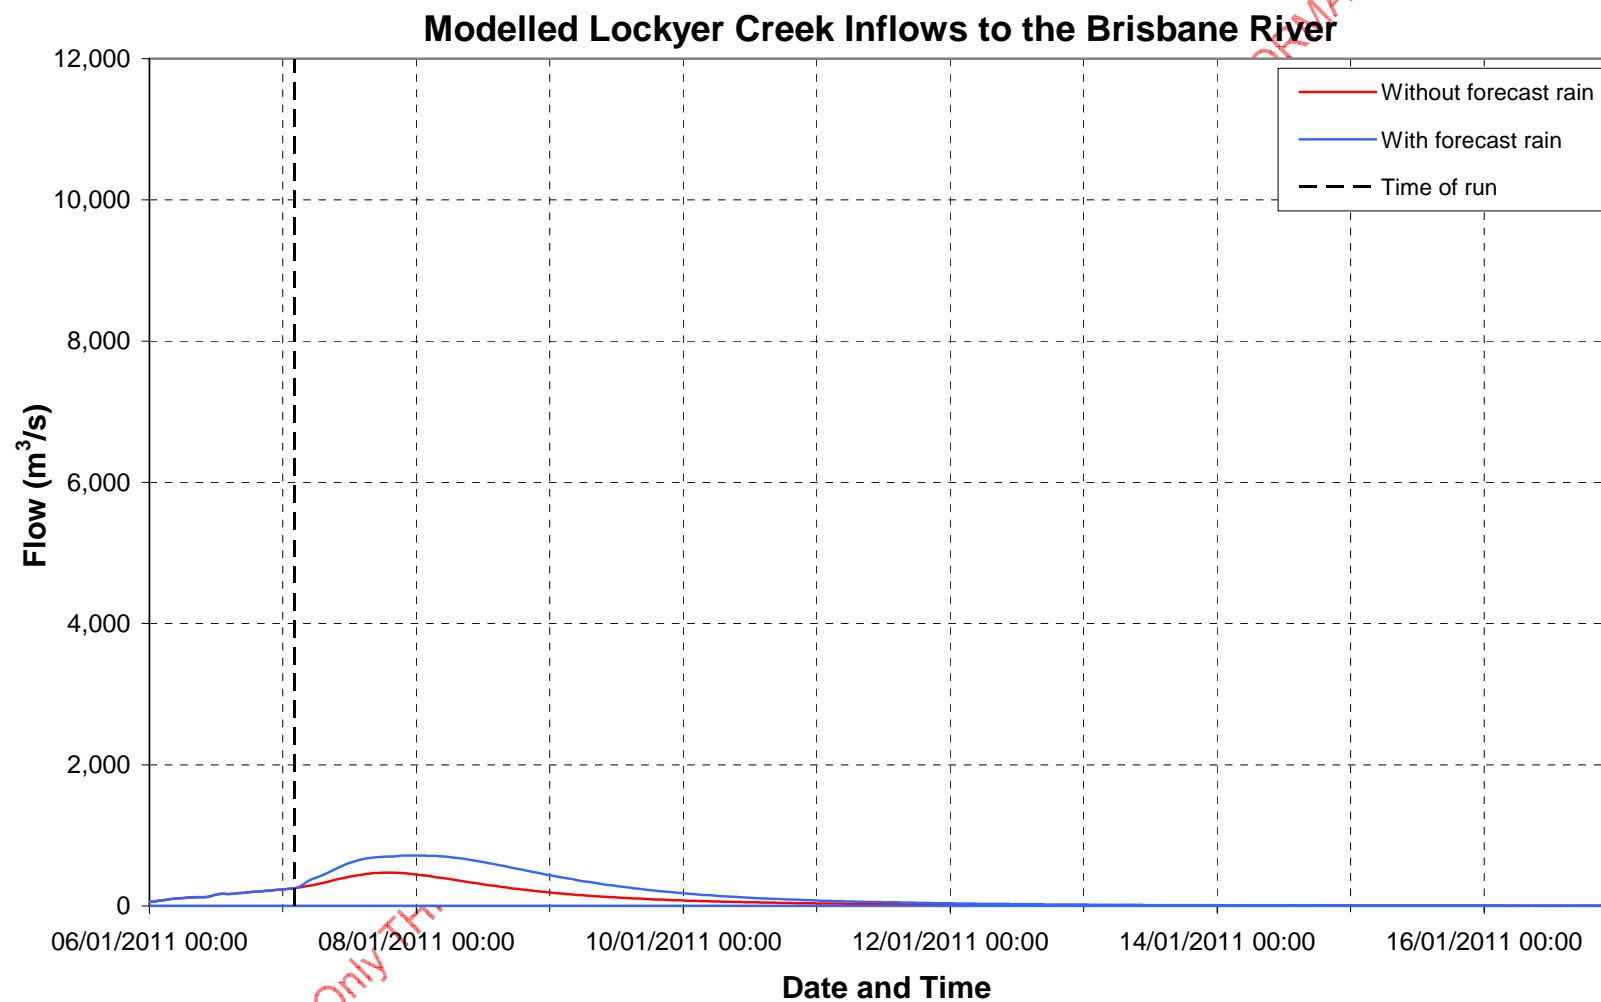 Modelled Lockyer Creek Inflows to the Brisbane River
12,000
10,000
8,000
6,000
4,000
2,000
0
Flow (m³/s)
Without forecast rain
With forecast rain
Time of run
06/01/2011 00:00
08/01/2011 00:00
10/01/2011 00:00
12/01/2011 00:00
14/01/2011 00:00
16/01/2011 00:00
Date and Time
Only